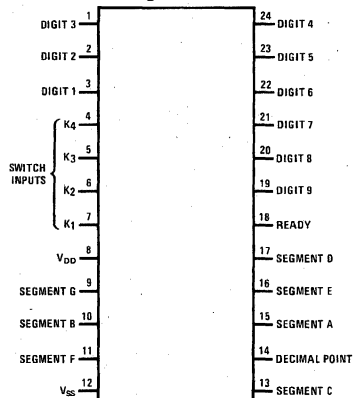 DIGIT 3 1
DIGIT 2 2
DIGIT 1 3
K4 4
K3 5
SWITCH INPUTS
K2 6
K1 7
VDD 8
SEGMENT G 9
SEGMENT B 10
SEGMENT F 11
VSS 12
24 DIGIT 4
23 DIGIT 5
22 DIGIT 6
21 DIGIT 7
20 DIGIT 8
19 DIGIT 9
18 READY
17 SEGMENT D
16 SEGMENT E
15 SEGMENT A
14 DECIMAL POINT
13 SEGMENT C